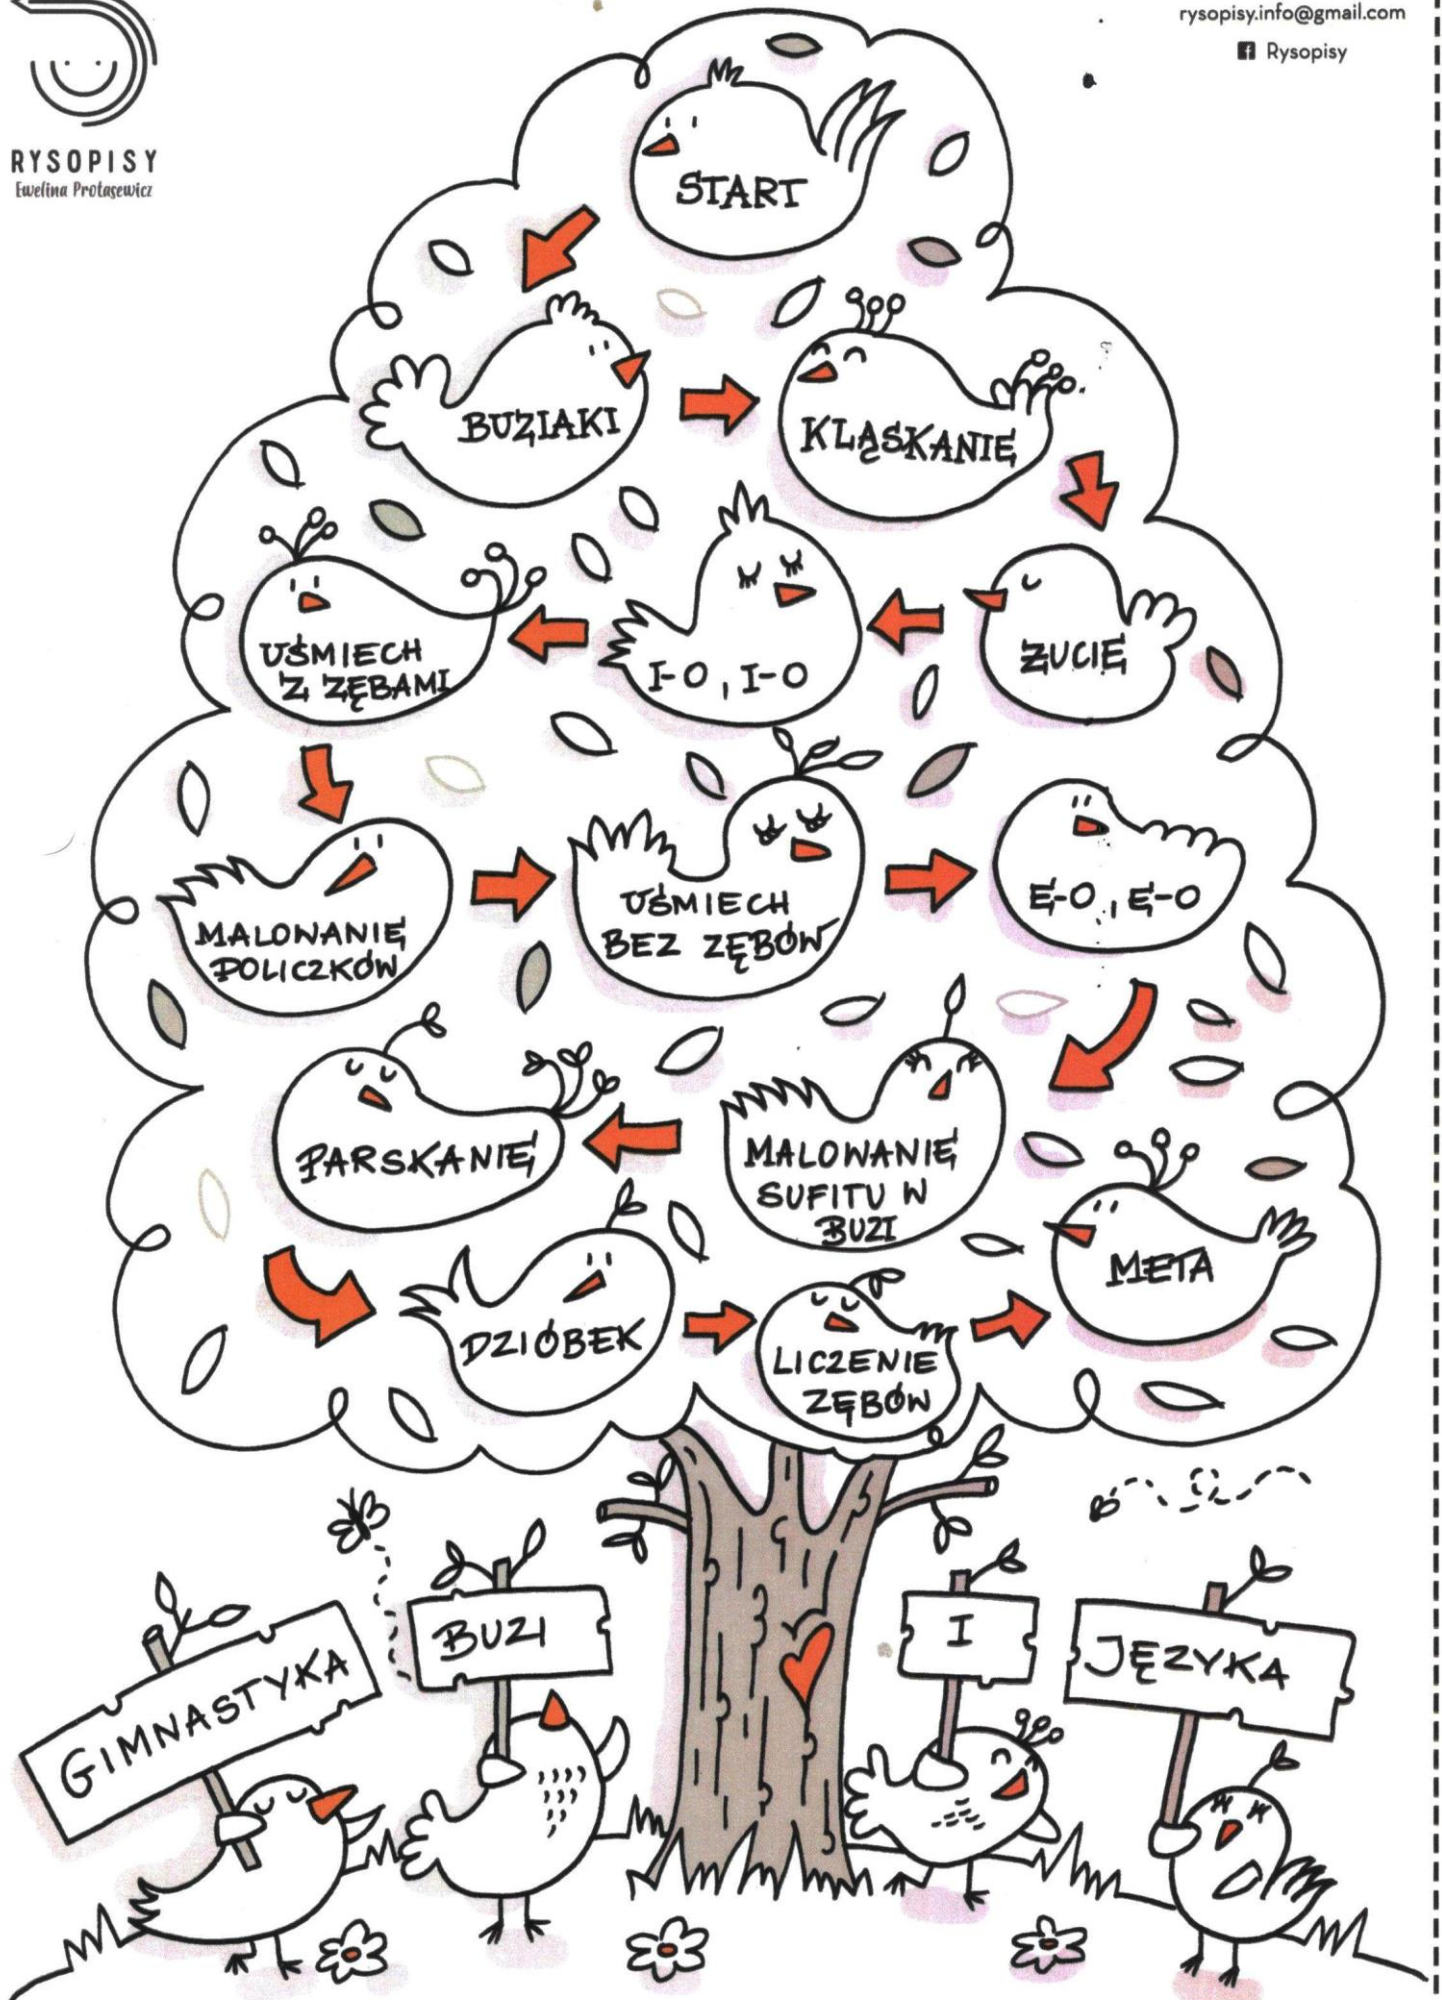 RYSOPISY
Ewelina Protasewicz
rysopisy.info@gmail.com
Rysopisy
START
BUZIAKI
KLĄSKANIE
ŻUCIE
I-O, I-O
UŚMIECH
Z ZĘBAMI
MALOWANIE
POLICZKÓW
UŚMIECH
BEZ ZĘBÓW
E-O, E-O
MALOWANIE
SUFITU W
BUZI
PARSKANIE
DZIÓBEK
LICZENIE
ZĘBÓW
META
GIMNASTYKA
BUZI
I
JĘZYKA